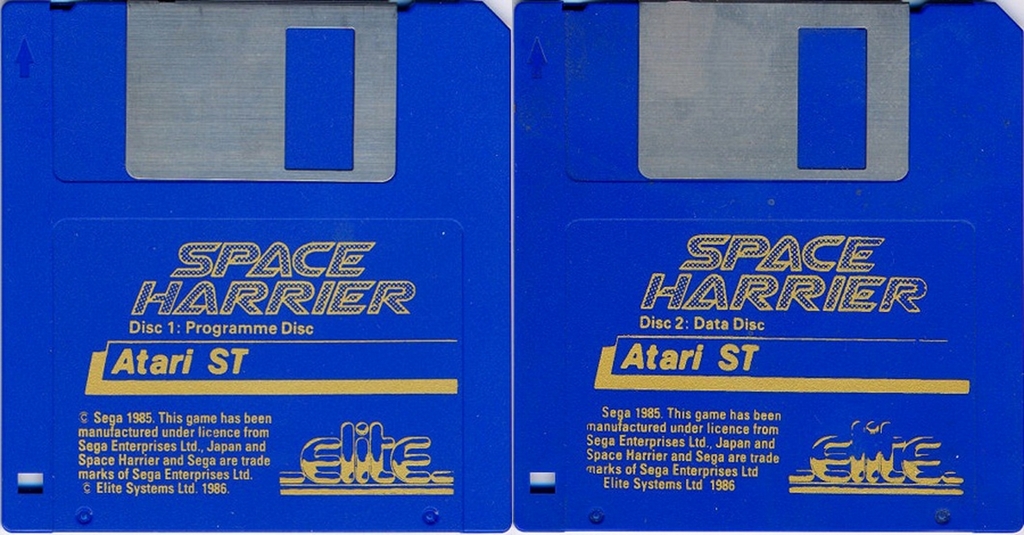 SPACE
HARRIER
Disc 1: Programme Disc
Atari ST
© Sega 1985. This game has been
manufactured under licence from
Sega Enterprises Ltd., Japan and
Space Harrier and Sega are trade
marks of Sega Enterprises Ltd.
© Elite Systems Ltd. 1986.
elite
SPACE
HARRIER
Disc 2: Data Disc
Atari ST
Sega 1985. This game has been
manufactured under licence from
Sega Enterprises Ltd., Japan and
Space Harrier and Sega are trade
marks of Sega Enterprises Ltd
Elite Systems Ltd 1986
elite